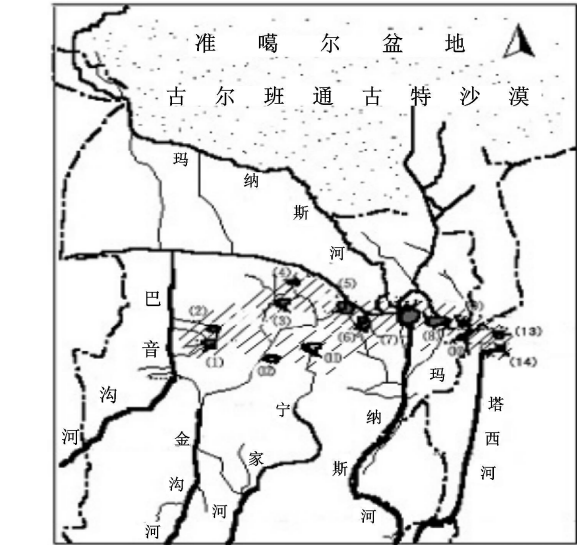 准噶尔盆地
古尔班通古特沙漠
玛纳斯河
(4)
(5)
巴音沟河
(2)
(3)
(9)
(6)
(7)
(8)
(13)
(1)
(12)
(11)
(10)
(14)
玛纳斯河
塔西河
宁家河
金沟河